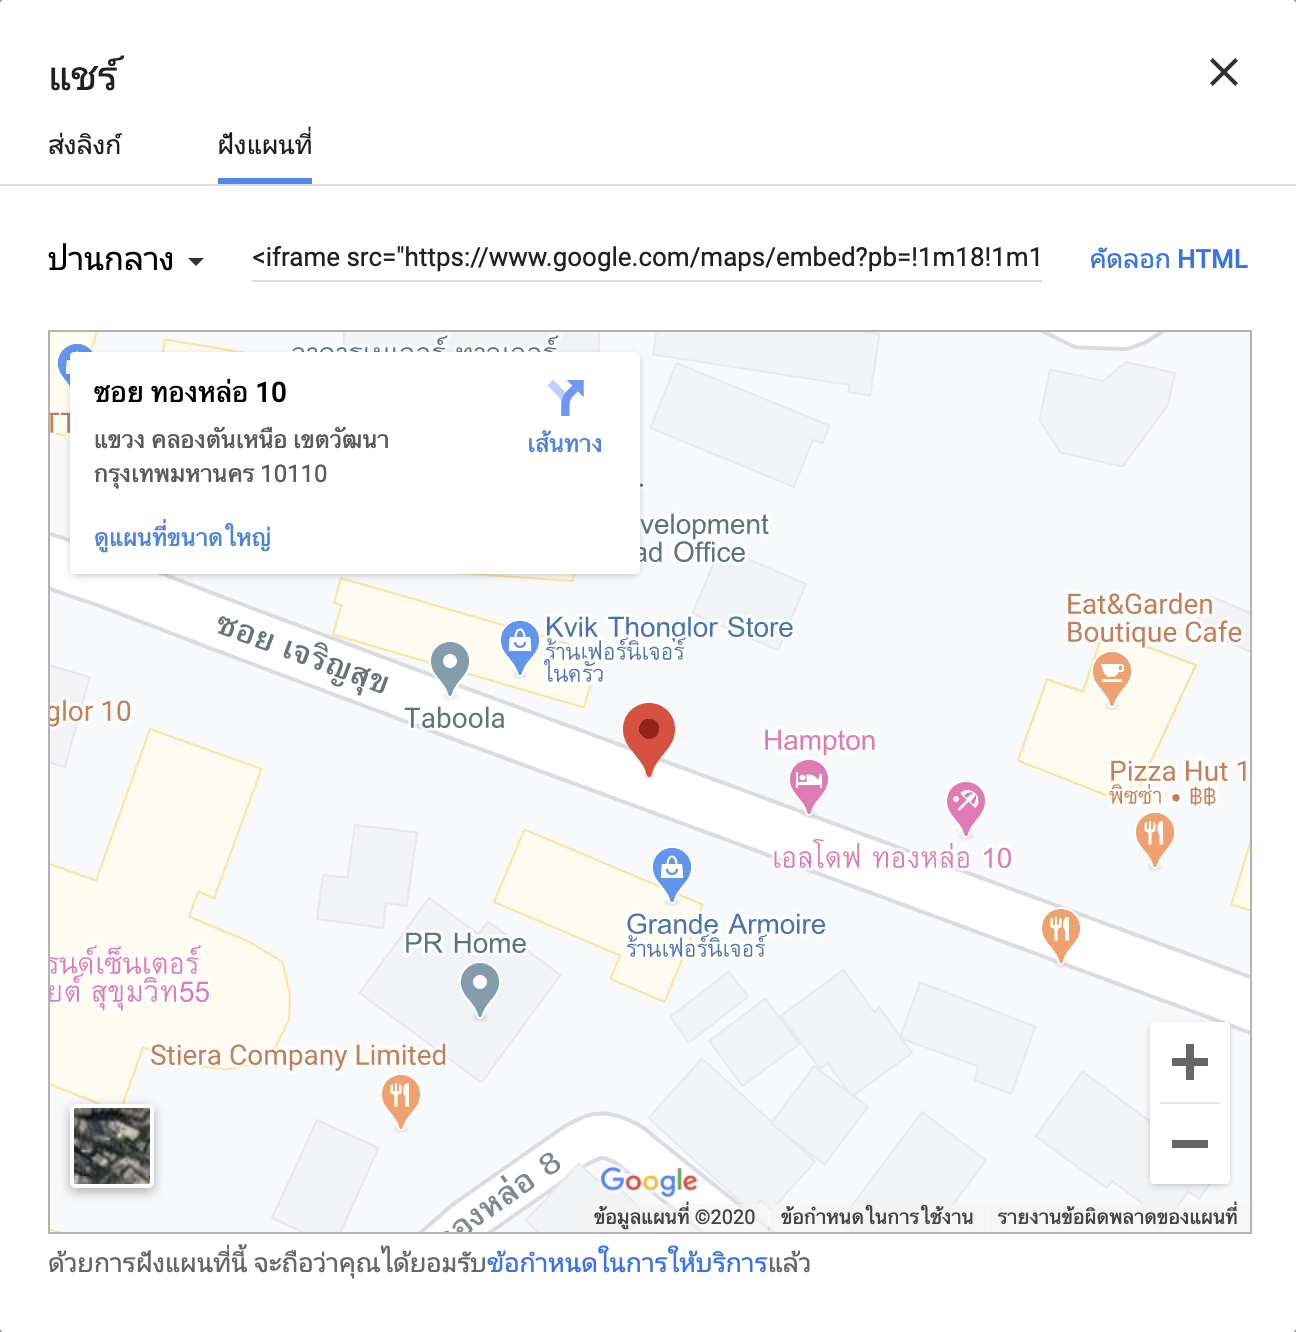 แชร์
ส่งลิงก์
ฝังแผนที่
ปานกลาง
<iframe src="https://www.google.com/maps/embed?pb=!1m18!1m1
คัดลอก HTML
ซอย ทองหล่อ 10
แขวง คลองตันเหนือ เขตวัฒนา
กรุงเทพมหานคร 10110
เส้นทาง
ดูแผนที่ขนาดใหญ่
velopment
ad Office
Eat&Garden
Boutique Cafe
Kvik Thonglor Store
ร้านเฟอร์นิเจอร์
ในครัว
ซอย เจริญสุข
Taboola
glor 10
Hampton
Pizza Hut 1
พิซซ่า • ฿฿
เอลโดฟ ทองหล่อ 10
Grande Armoire
ร้านเฟอร์นิเจอร์
PR Home
รนด์เซ็นเตอร์
ยต์ สุขุมวิท55
Stiera Company Limited
องหล่อ 8
Google
ข้อมูลแผนที่ ©2020
ข้อกำหนดในการใช้งาน
รายงานข้อผิดพลาดของแผนที่
ด้วยการฝังแผนที่นี้ จะถือว่าคุณได้ยอมรับข้อกำหนดในการให้บริการแล้ว